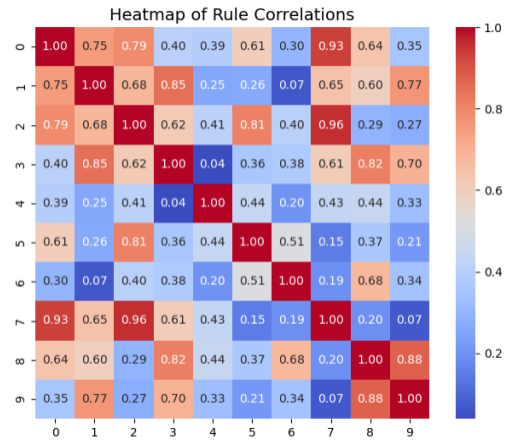 Heatmap of Rule Correlations
0 1.00 0.75 0.79 0.40 0.39 0.61 0.30 0.93 0.64 0.35
1 0.75 1.00 0.68 0.85 0.25 0.26 0.07 0.65 0.60 0.77
2 0.79 0.68 1.00 0.62 0.41 0.81 0.40 0.96 0.29 0.27
3 0.40 0.85 0.62 1.00 0.04 0.36 0.38 0.61 0.82 0.70
4 0.39 0.25 0.41 0.04 1.00 0.44 0.20 0.43 0.44 0.33
5 0.61 0.26 0.81 0.36 0.44 1.00 0.51 0.15 0.37 0.21
6 0.30 0.07 0.40 0.38 0.20 0.51 1.00 0.19 0.68 0.34
7 0.93 0.65 0.96 0.61 0.43 0.15 0.19 1.00 0.20 0.07
8 0.64 0.60 0.29 0.82 0.44 0.37 0.68 0.20 1.00 0.88
9 0.35 0.77 0.27 0.70 0.33 0.21 0.34 0.07 0.88 1.00
0 1 2 3 4 5 6 7 8 9
1.0
0.8
0.6
0.4
0.2